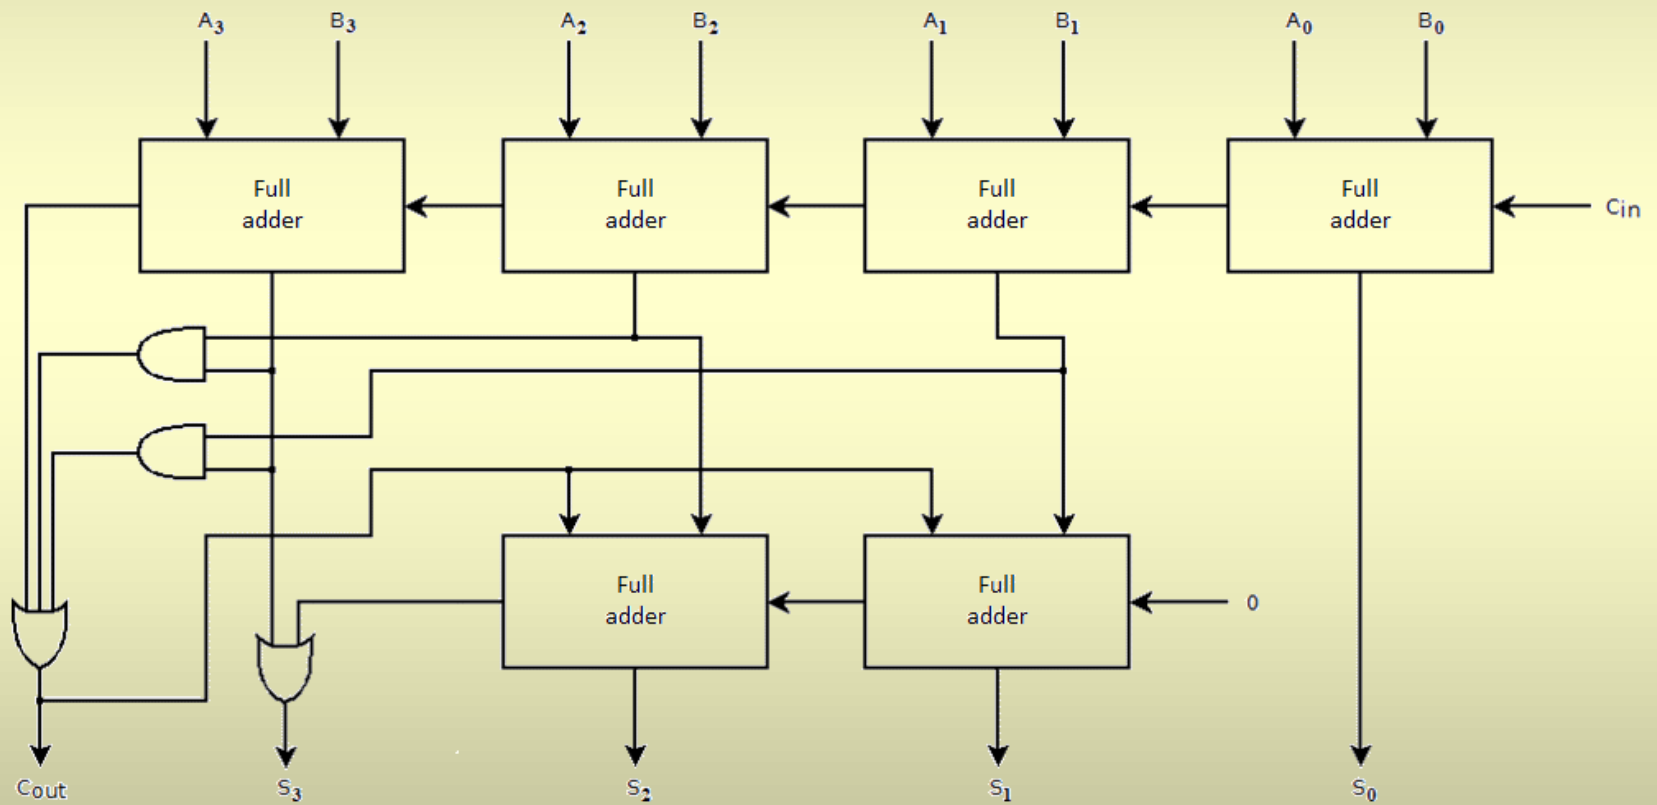 A3 B3 A2 B2 A1 B1 A0 B0
Full
adder
Full
adder
Full
adder
Full
adder
Cin
Full
adder
Full
adder
0
Cout S3 S2 S1 S0